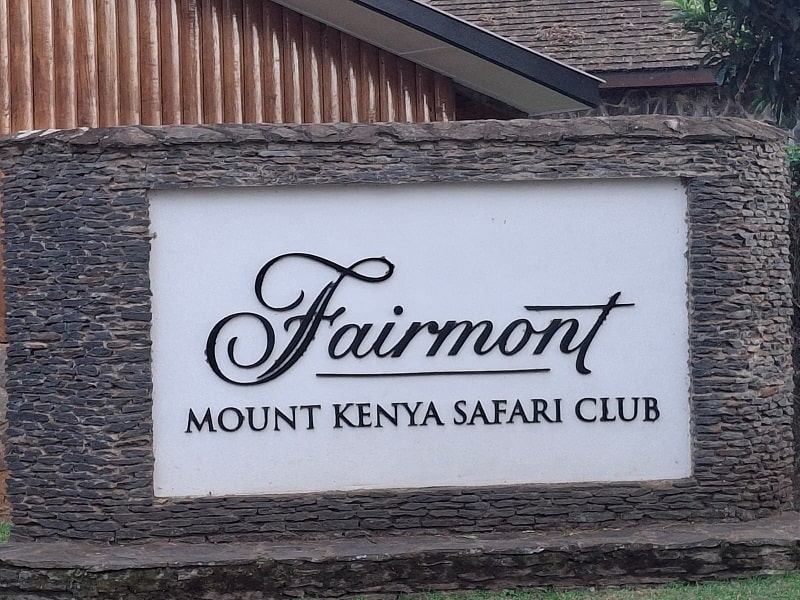 Fairmont
MOUNT KENYA SAFARI CLUB